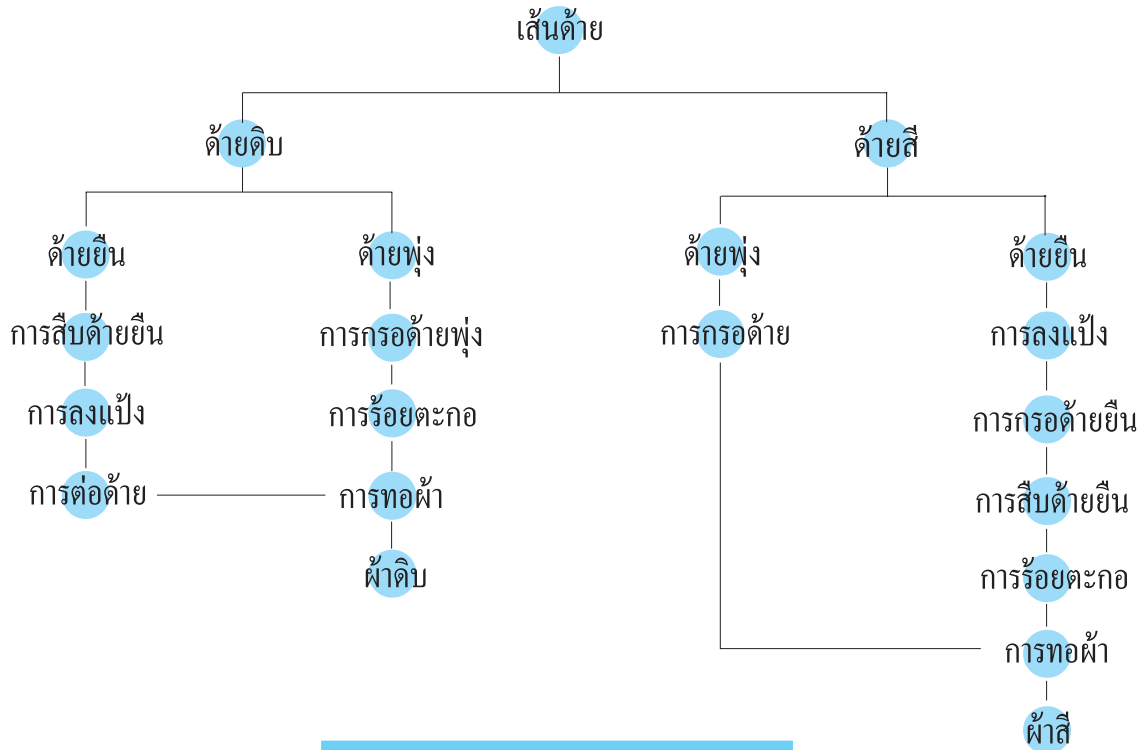 เส้นด้าย
ด้ายดิบ
ด้ายสี
ด้ายยืน
ด้ายพุ่ง
ด้ายพุ่ง
ด้ายยืน
การสืบด้ายยืน
การกรอด้ายพุ่ง
การกรอด้าย
การลงแป้ง
การลงแป้ง
การร้อยตะกอ
การกรอด้ายยืน
การต่อด้าย
การทอผ้า
การสืบด้ายยืน
ผ้าดิบ
การร้อยตะกอ
การทอผ้า
ผ้าสี